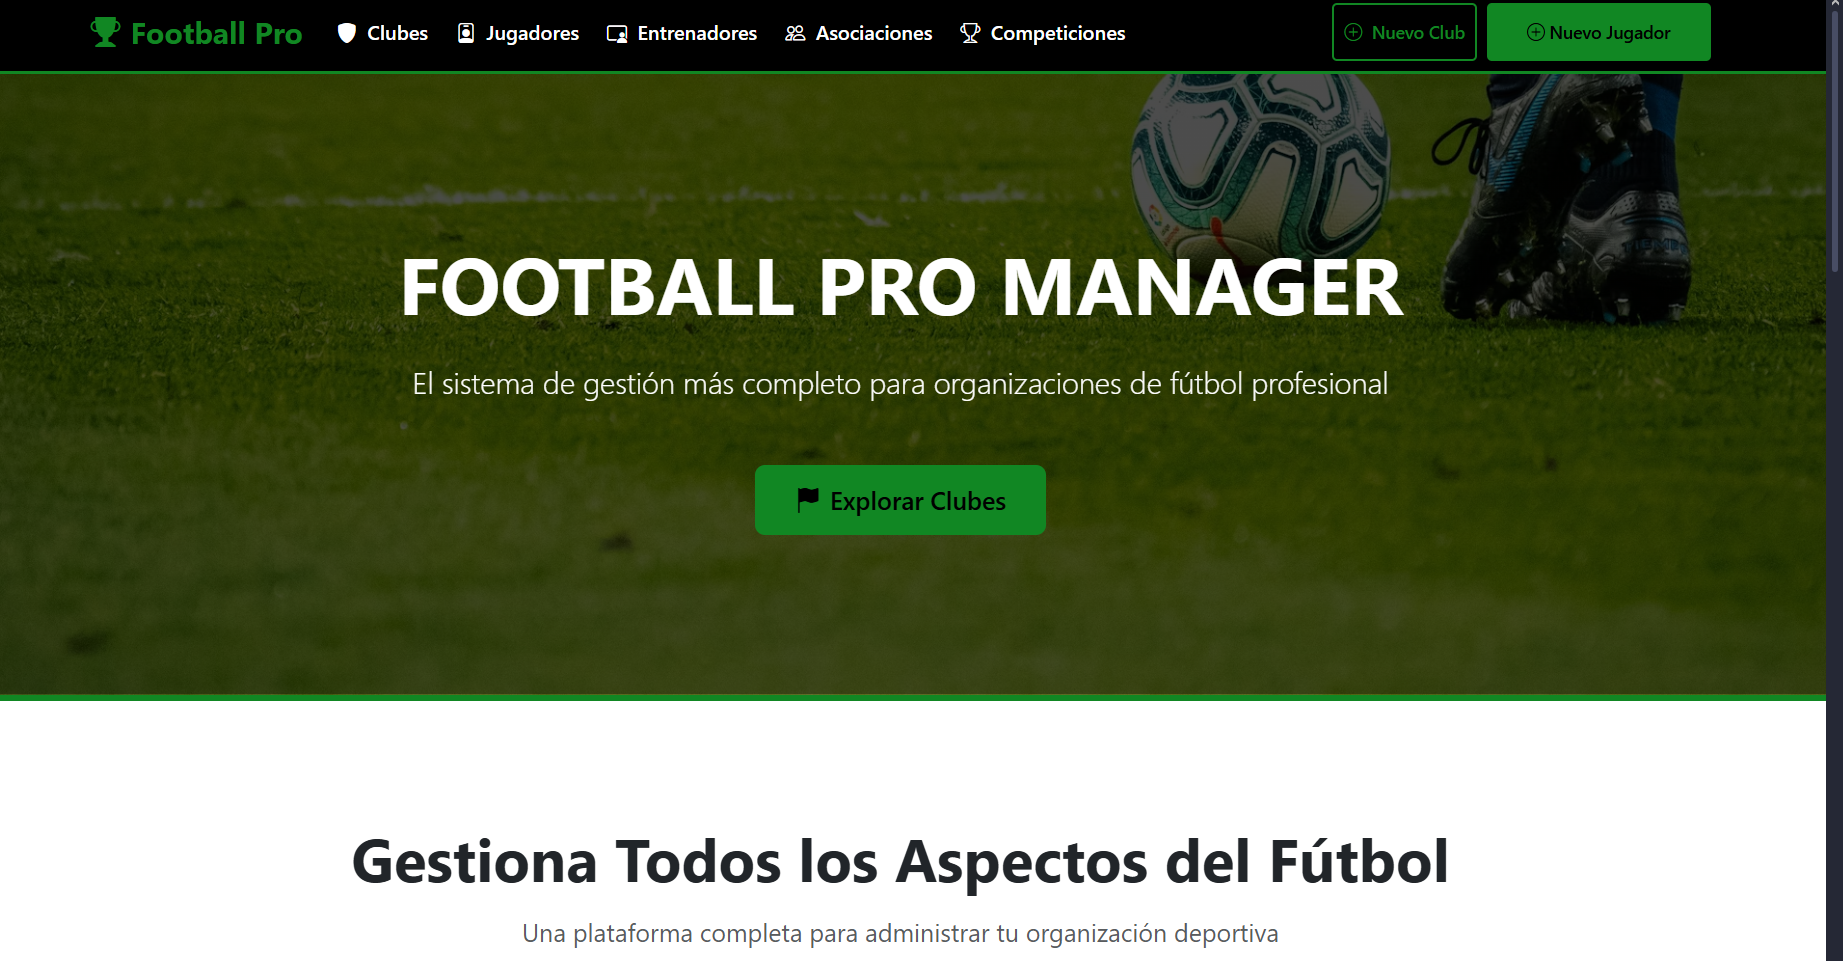 Football Pro
Clubes
Jugadores
Entrenadores
Asociaciones
Competiciones
Nuevo Club
Nuevo Jugador
FOOTBALL PRO MANAGER
El sistema de gestión más completo para organizaciones de fútbol profesional
Explorar Clubes
Gestiona Todos los Aspectos del Fútbol
Una plataforma completa para administrar tu organización deportiva